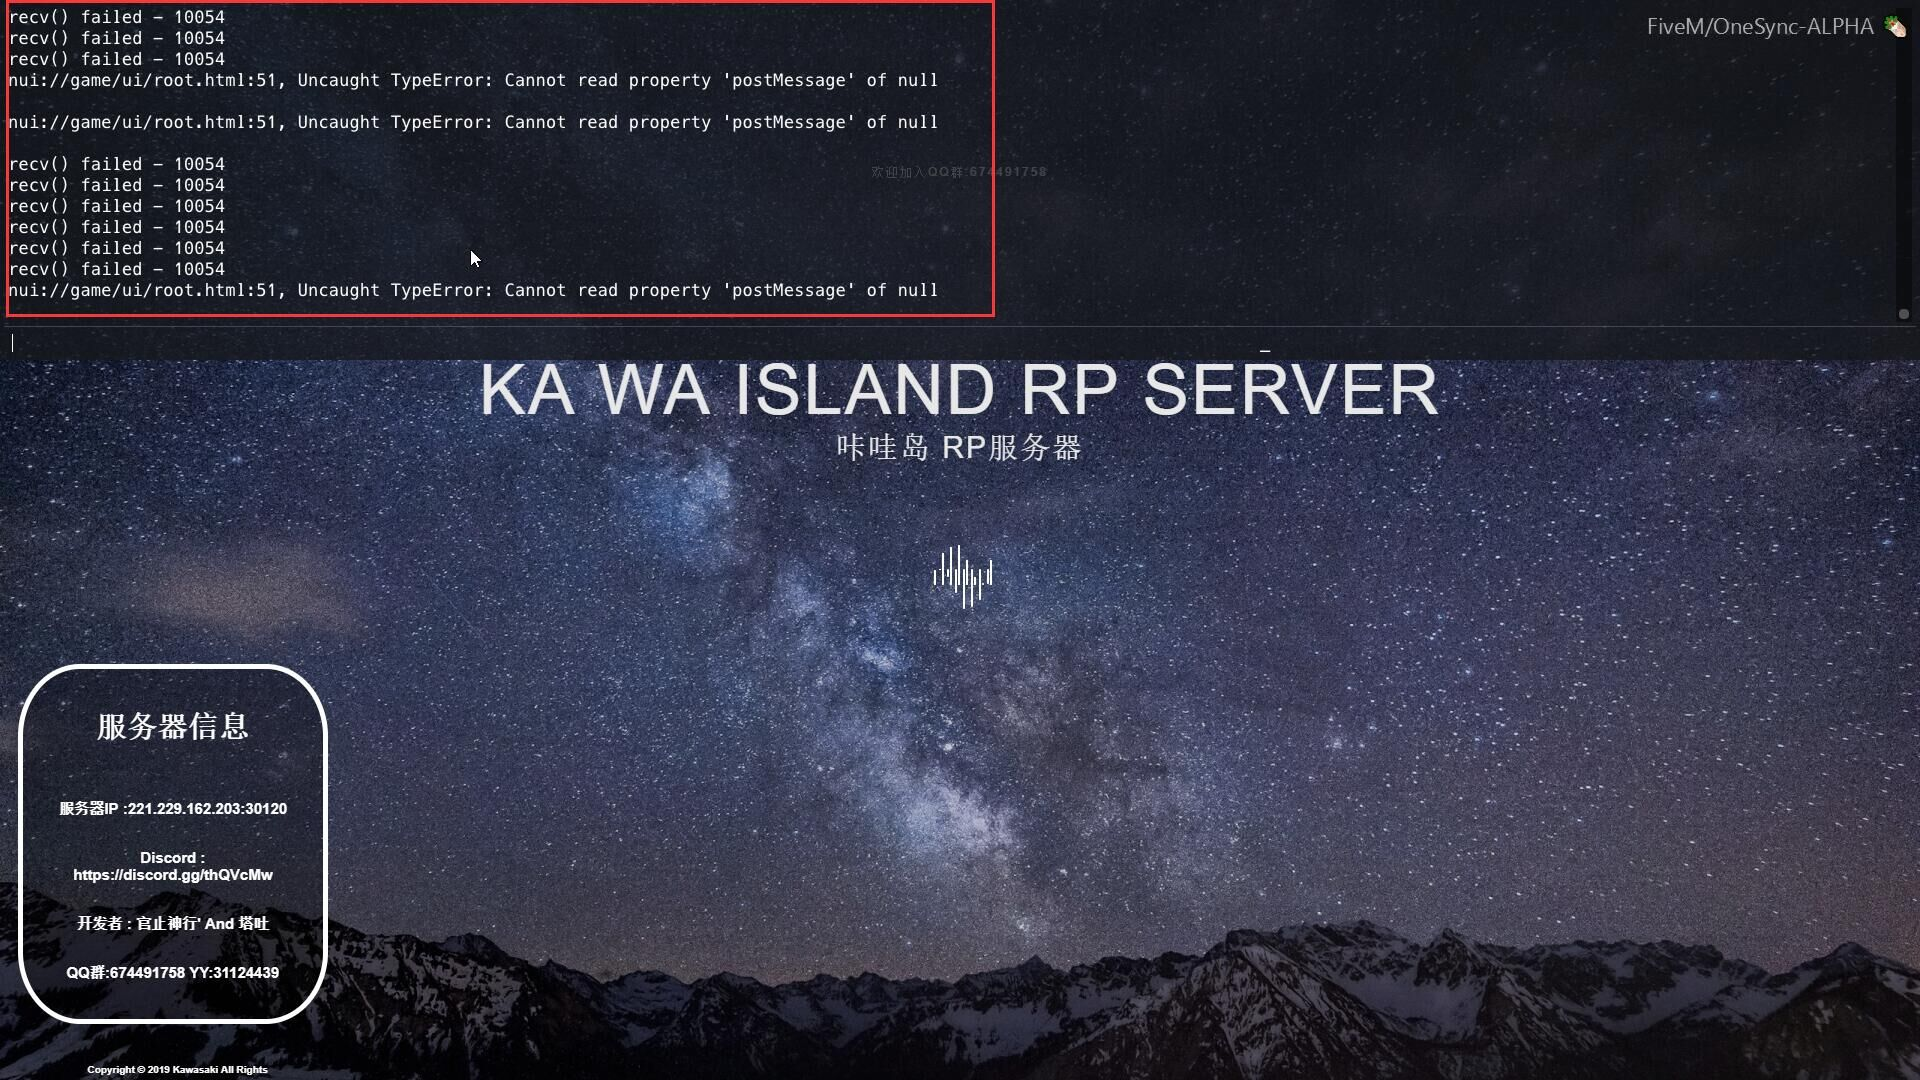 recv() failed - 10054
recv() failed - 10054
recv() failed - 10054
nui://game/ui/root.html:51, Uncaught TypeError: Cannot read property 'postMessage' of null
nui://game/ui/root.html:51, Uncaught TypeError: Cannot read property 'postMessage' of null
recv() failed - 10054
recv() failed - 10054
recv() failed - 10054
recv() failed - 10054
recv() failed - 10054
recv() failed - 10054
nui://game/ui/root.html:51, Uncaught TypeError: Cannot read property 'postMessage' of null
FiveM/OneSync-ALPHA
欢迎加入QQ群:674491758
KA WA ISLAND RP SERVER
咔哇岛 RP服务器
服务器信息
服务器IP :221.229.162.203:30120
Discord :
https://discord.gg/thQVcMw
开发者 : 官止神行' And 塔吐
QQ群:674491758 YY:31124439
Copyright © 2019 Kawasaki All Rights